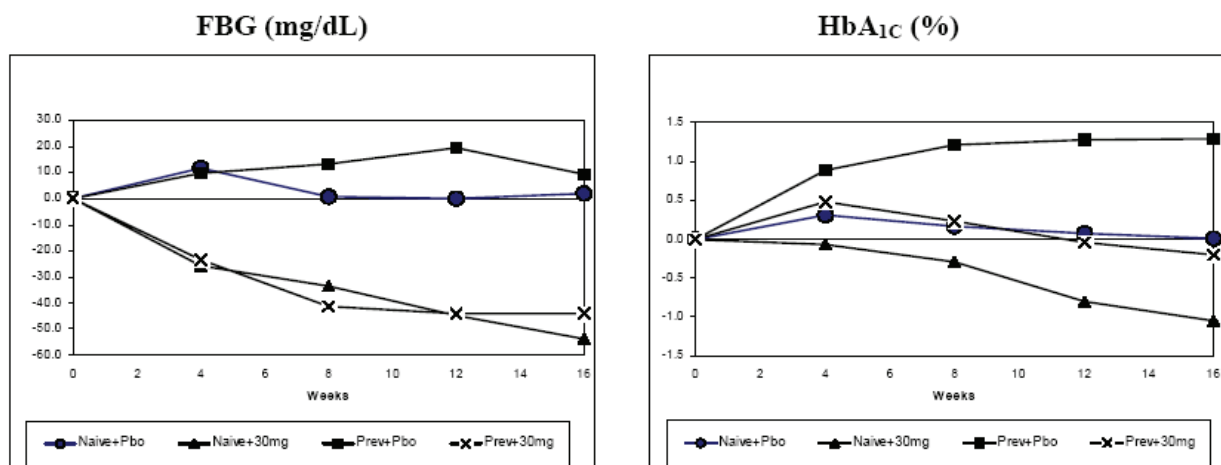 FBG (mg/dL)
30.0
20.0
10.0
0.0
-10.0
-20.0
-30.0
-40.0
-50.0
-60.0
0 2 4 6 8 10 12 14 16
Weeks
Naive+Pbo Naive+30mg Prev+Pbo Prev+30mg
HbA1C (%)
1.5
1.0
0.5
0.0
-0.5
-1.0
-1.5
0 2 4 6 8 10 12 14 16
Weeks
Naive+Pbo Naive+30mg Prev+Pbo Prev+30mg